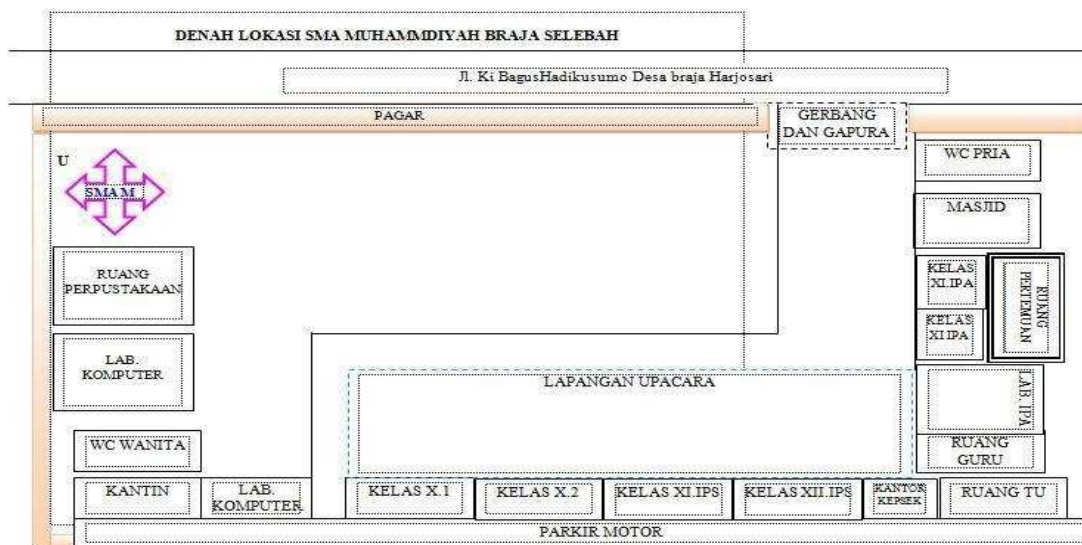 DENAH LOKASI SMA MUHAMMDIYAH BRAJA SELEBAH
Jl. Ki BagusHadikusumo Desa braja Harjosari
PAGAR
GERBANG
DAN GAPURA
U
SMAM
WC PRIA
MASJID
RUANG
PERPUSTAKAAN
KELAS
XI.IPA
RUANG
PERTEMUAN
KELAS
XI IPA
LAB.
KOMPUTER
LAPANGAN UPACARA
LAB. IPA
WC WANITA
RUANG
GURU
KANTIN
LAB.
KOMPUTER
KELAS X.1
KELAS X.2
KELAS XI.IPS
KELAS XII.IPS
KANTOR
KEPSEK
RUANG TU
PARKIR MOTOR